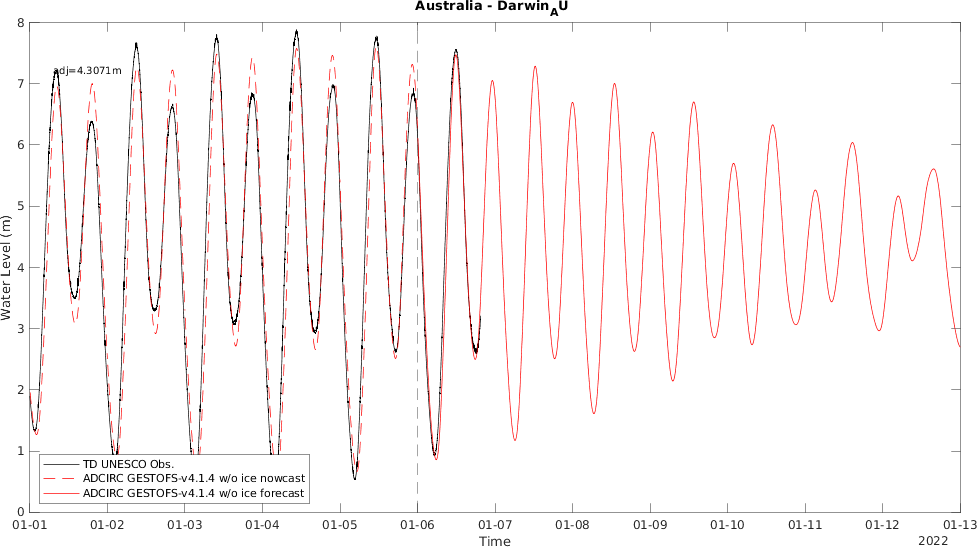 Australia - Darwin_AU
adj=4.3071m
Water Level (m)
8
7
6
5
4
3
2
1
0
TD UNESCO Obs.
ADCIRC GESTOFS-v4.1.4 w/o ice nowcast
ADCIRC GESTOFS-v4.1.4 w/o ice forecast
01-01 01-02 01-03 01-04 01-05 01-06 01-07 01-08 01-09 01-10 01-11 01-12 01-13
Time
2022